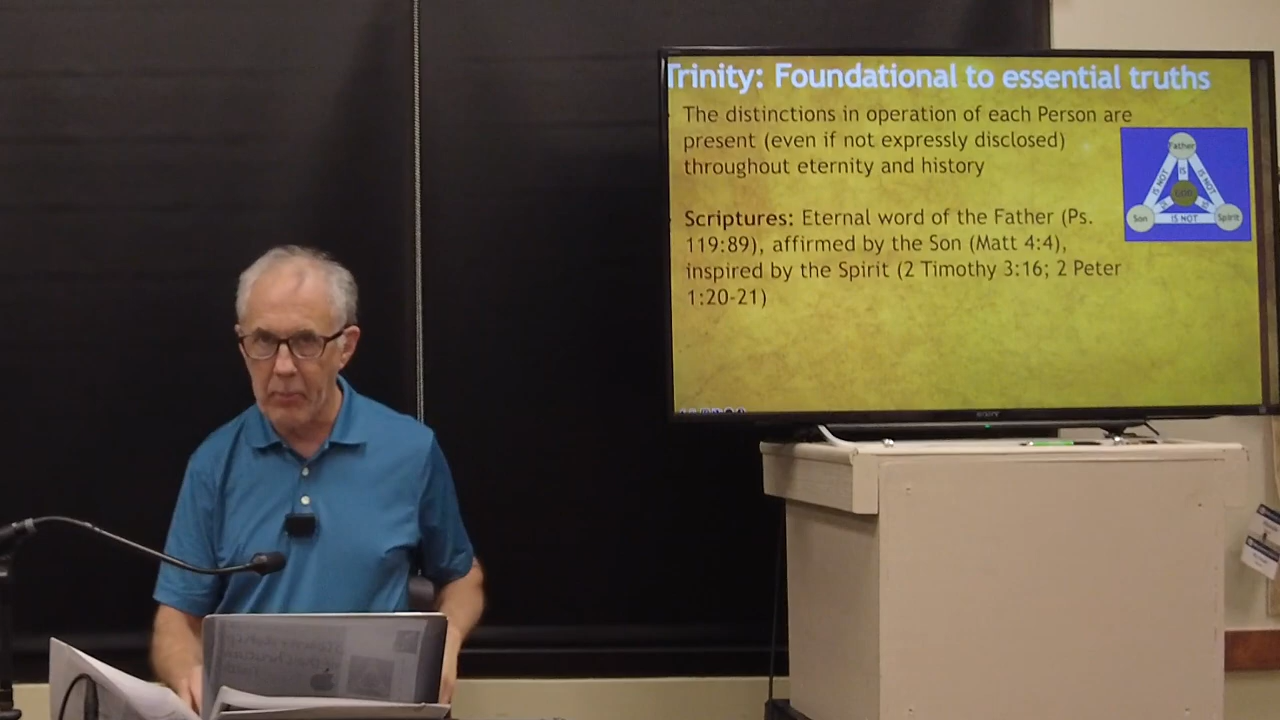 Trinity: Foundational to essential truths
The distinctions in operation of each Person are
present (even if not expressly disclosed)
throughout eternity and history
Scriptures: Eternal word of the Father (Ps.
119:89), affirmed by the Son (Matt 4:4),
inspired by the Spirit (2 Timothy 3:16; 2 Peter
1:20-21)
Father
IS NOT
IS
IS NOT
GOD
IS
IS
Son
IS NOT
Spirit
SONY